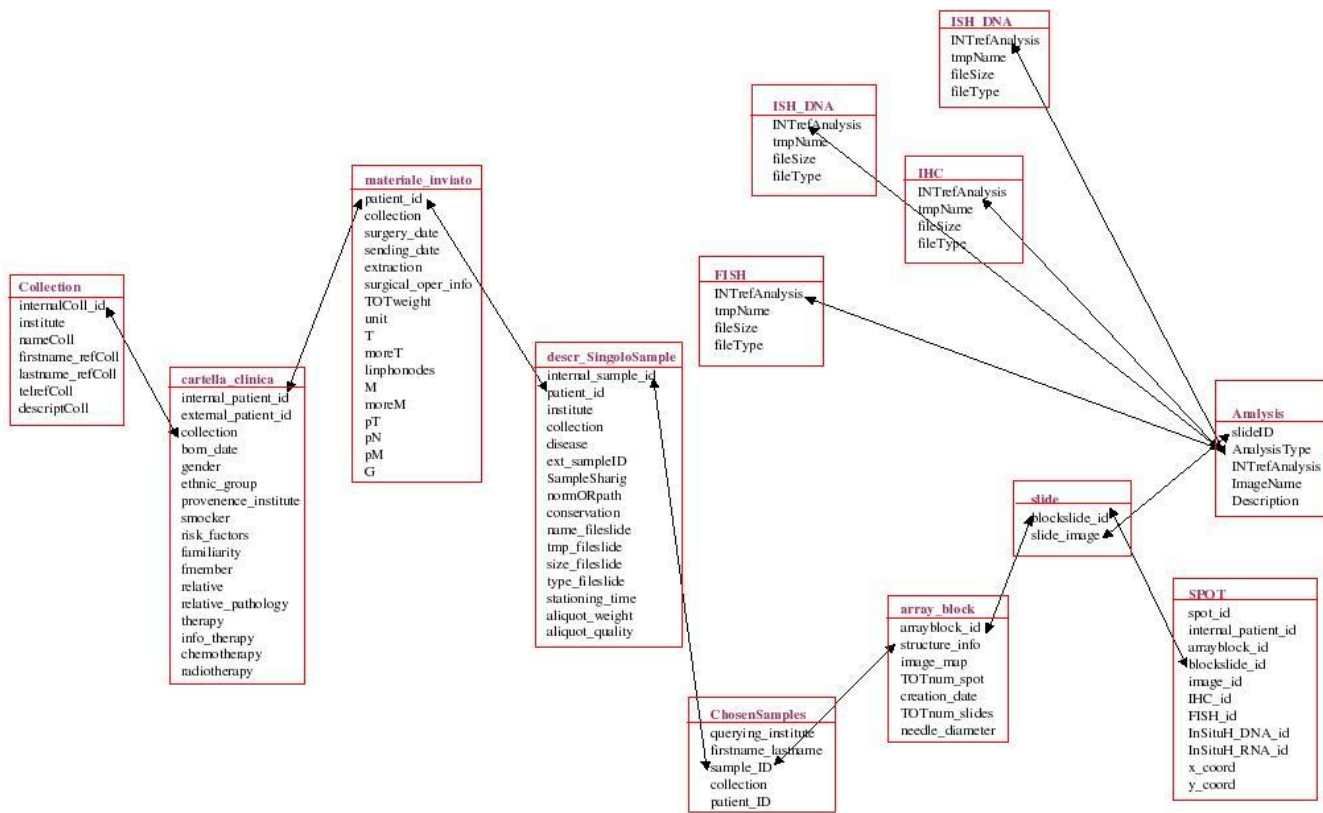 Collection
internalColl_id
institute
nameColl
firstname_refColl
lastname_refColl
telrefColl
descriptColl
cartella_clinica
internal_patient_id
external_patient_id
collection
born_date
gender
ethnic_group
provenence_institute
smocker
risk_factors
familiarity
fmember
relative
relative_pathology
therapy
info_therapy
chemotherapy
radiotherapy
materiale_inviato
patient_id
collection
surgery_date
sending_date
extraction
surgical_oper_info
TOTweight
unit
T
moreT
linphonodes
M
moreM
pT
pN
pM
G
descr_SingoloSample
internal_sample_id
patient_id
institute
collection
disease
ext_sampleID
SampleSharig
normORpath
conservation
name_fileslide
tmp_fileslide
size_fileslide
type_fileslide
stationing_time
aliquot_weight
aliquot_quality
ChosenSamples
querying_institute
firstname_lastname
sample_ID
collection
patient_ID
FISH
INTrefAnalysis
tmpName
fileSize
fileType
ISH_DNA
INTrefAnalysis
tmpName
fileSize
fileType
IHC
INTrefAnalysis
tmpName
fileSize
fileType
ISH_DNA
INTrefAnalysis
tmpName
fileSize
fileType
array_block
arrayblock_id
structure_info
image_map
TOTnum_spot
creation_date
TOTnum_slides
needle_diameter
slide
blockslide_id
slide_image
Analysis
slideID
AnalysisType
INTrefAnalysis
ImageName
Description
SPOT
spot_id
internal_patient_id
arrayblock_id
blockslide_id
image_id
IHC_id
FISH_id
InSituH_DNA_id
InSituH_RNA_id
x_coord
y_coord